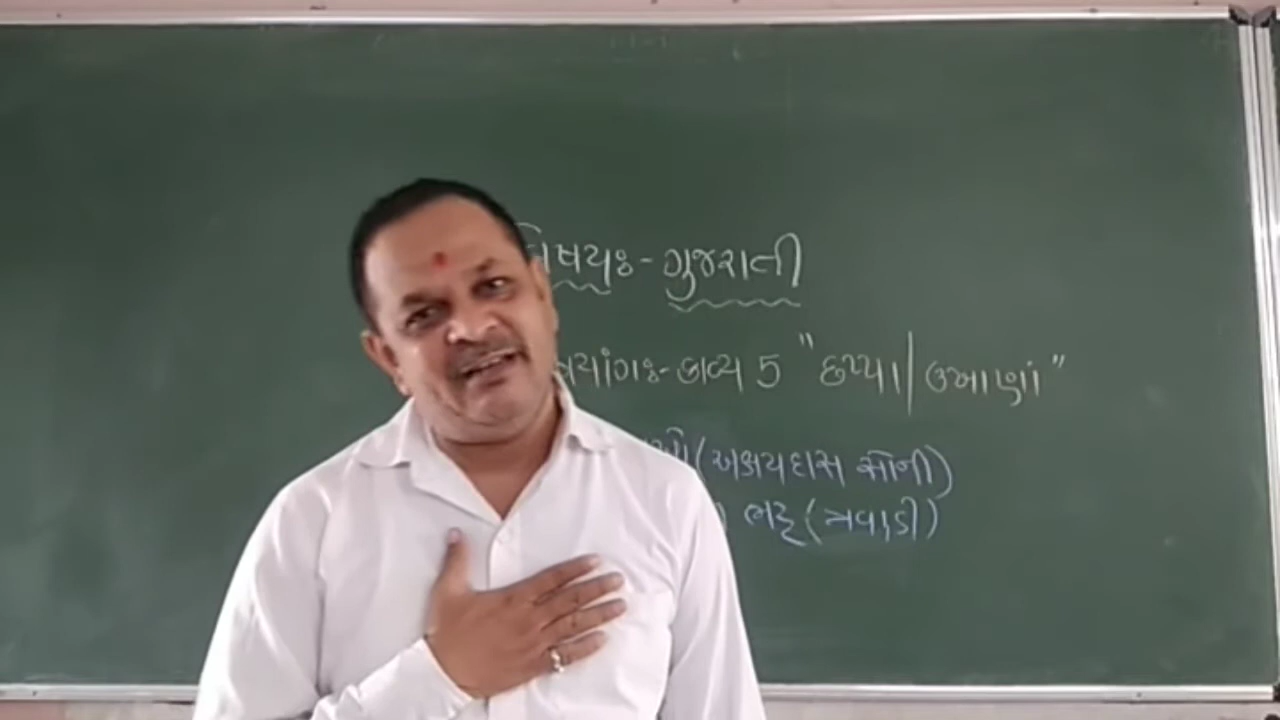 વિષયઃ- ગુજરાતી
કાવ્ય 5 "છપ્પા/ઉખાણાં"
(અક્ષયદાસ સોની)
ભટ્ટ (ત્રવાડી)